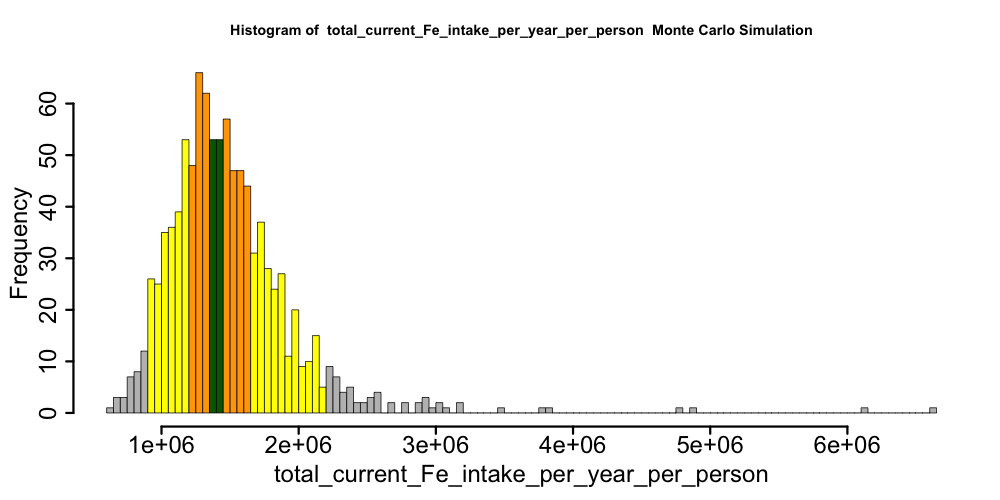 Histogram of total_current_Fe_intake_per_year_per_person Monte Carlo Simulation
Frequency
60
50
40
30
20
10
0
1e+06 2e+06 3e+06 4e+06 5e+06 6e+06
total_current_Fe_intake_per_year_per_person